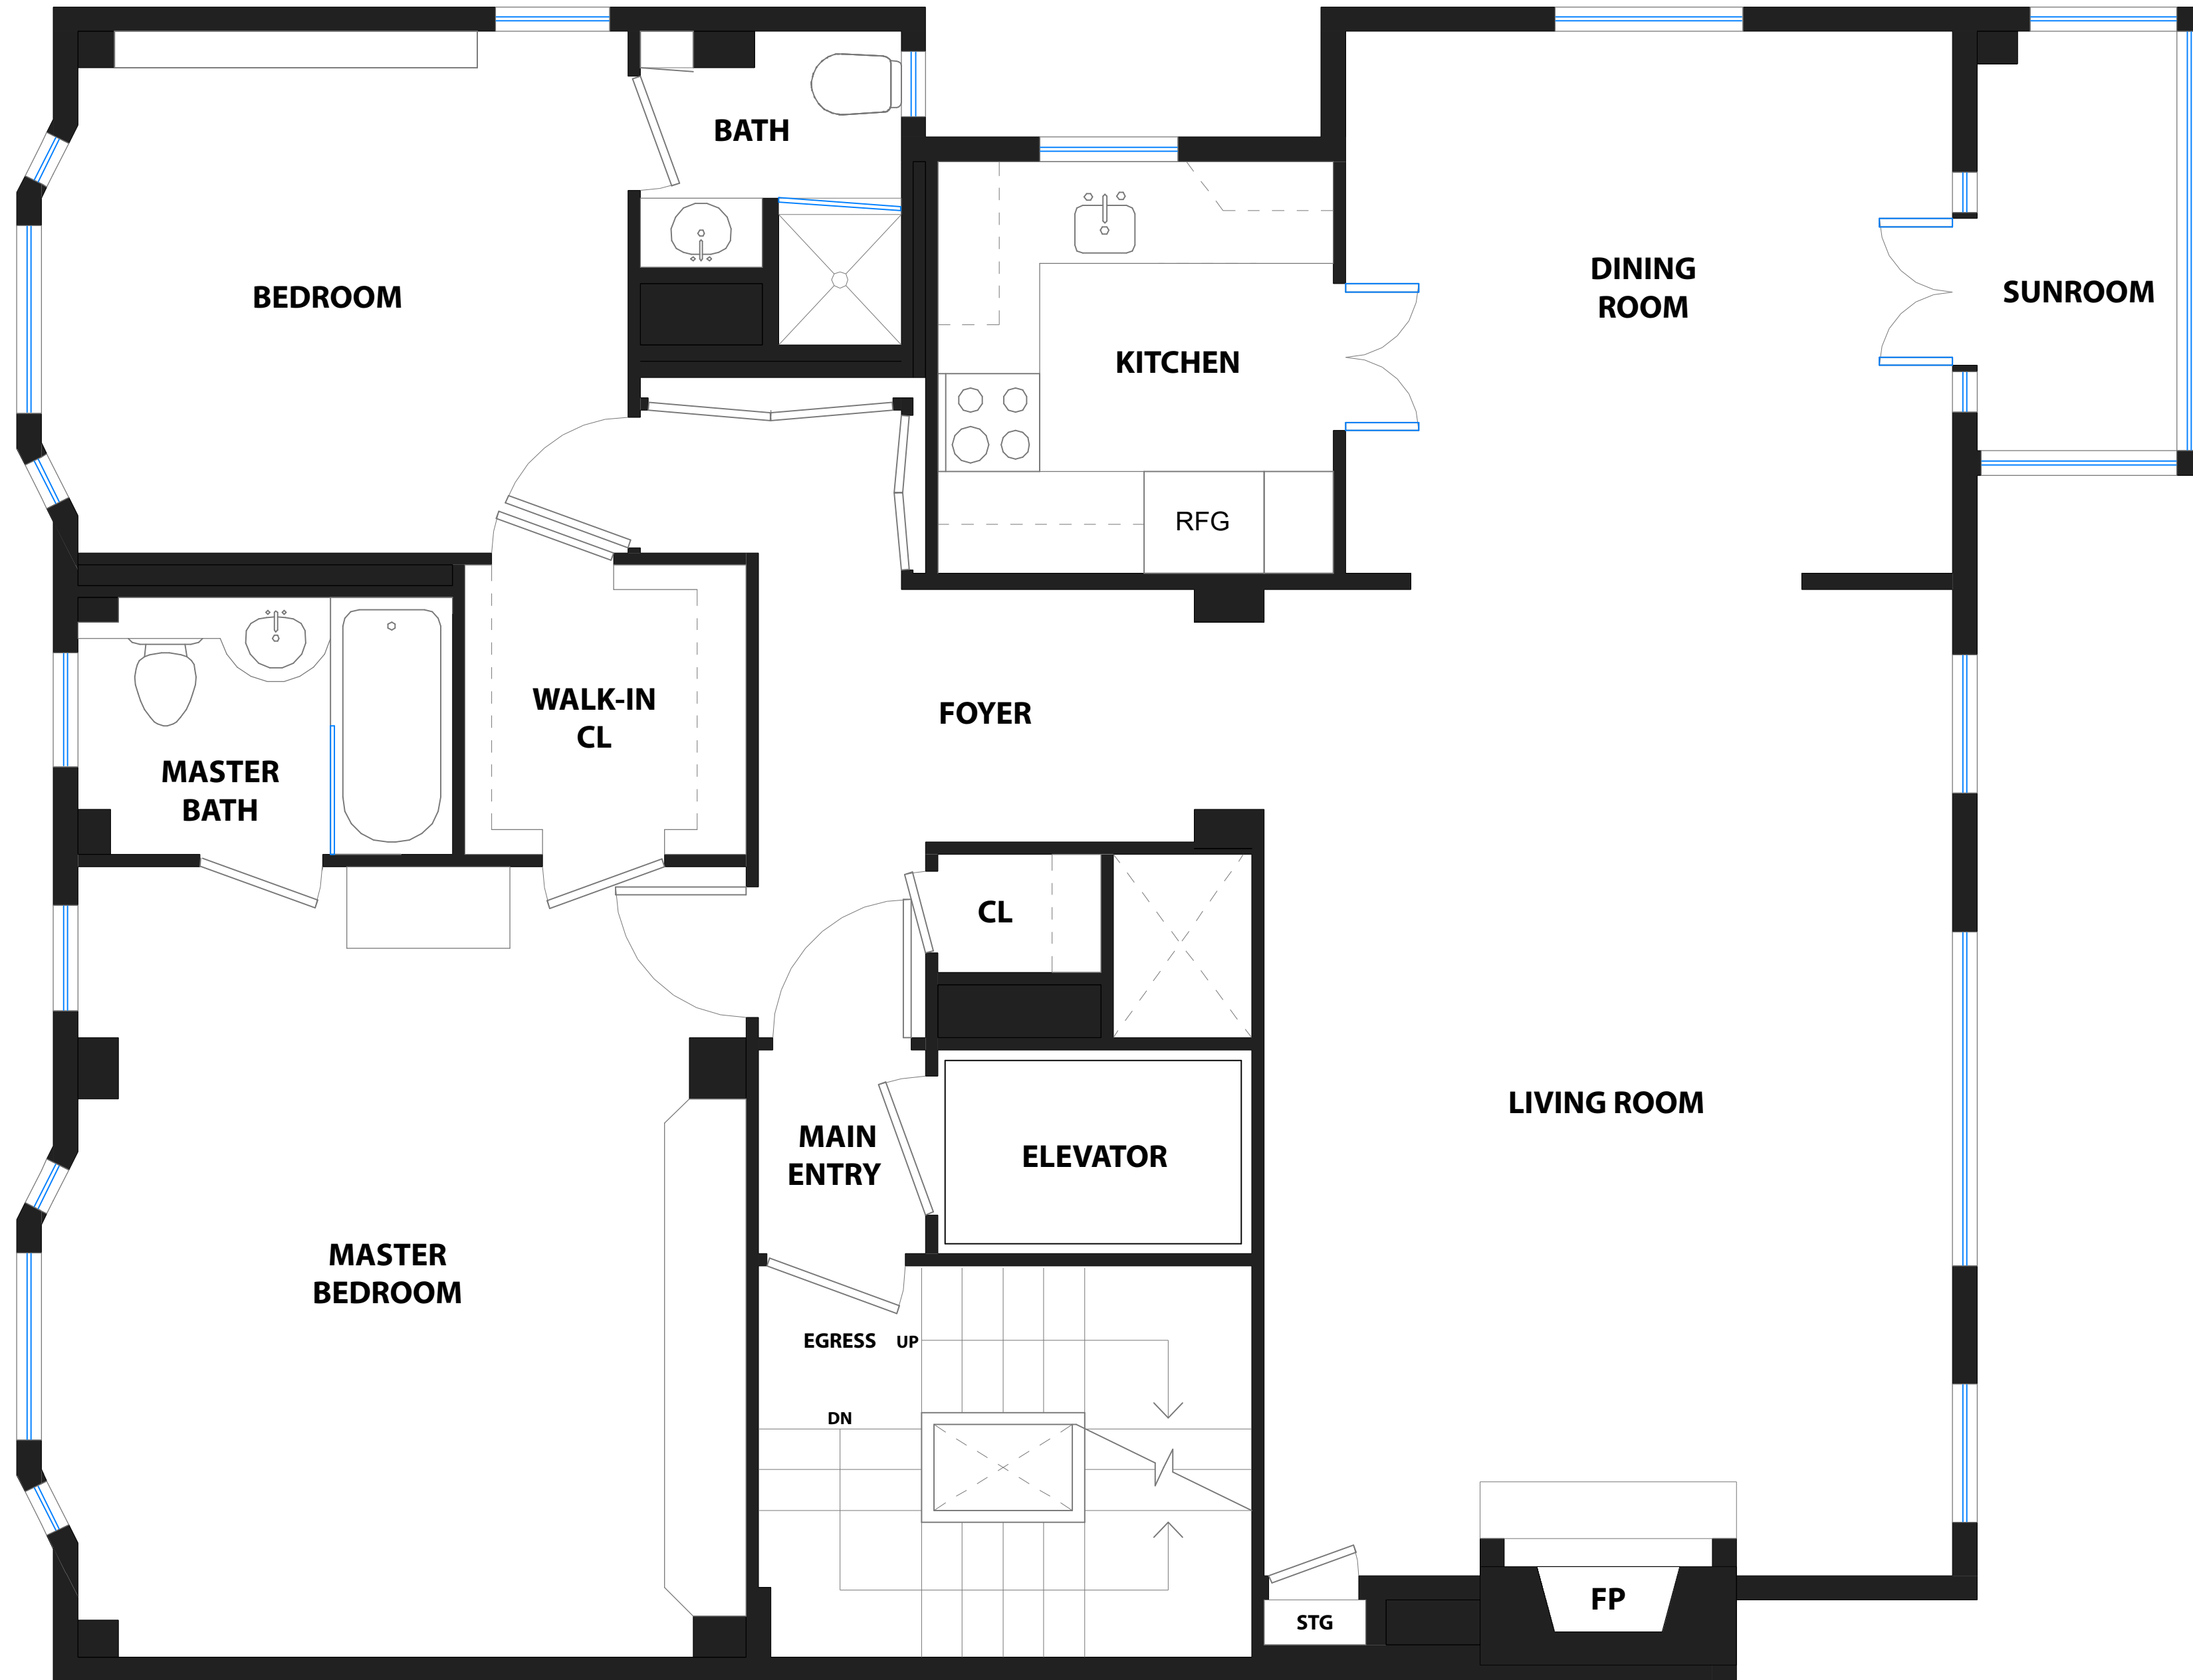 BATH
BEDROOM
DINING
ROOM
SUNROOM
KITCHEN
RFG
WALK-IN
CL
FOYER
MASTER
BATH
CL
LIVING ROOM
MAIN
ENTRY
ELEVATOR
MASTER
BEDROOM
EGRESS UP
DN
FP
STG